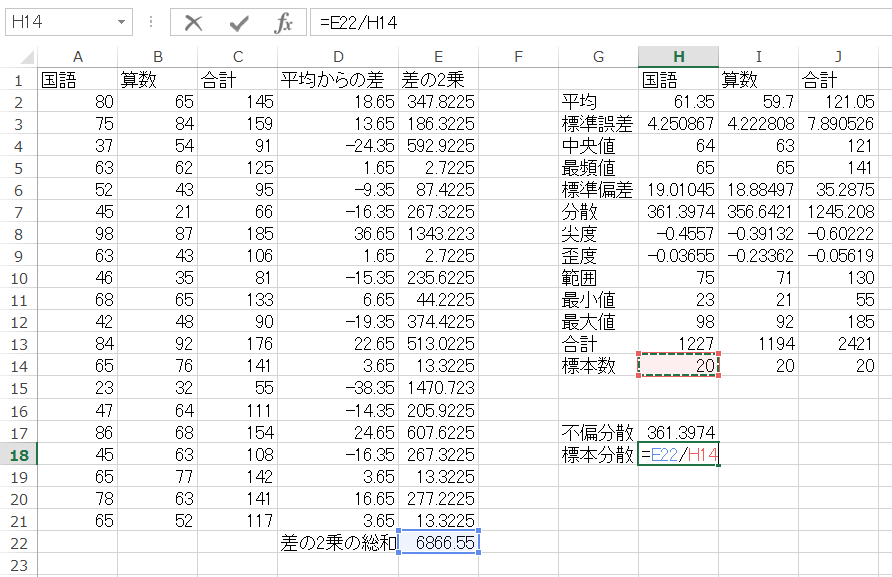 H14 =E22/H14
A B C D E F G H I J
1 国語 算数 合計 平均からの差 差の2乗 国語 算数 合計
2 80 65 145 18.65 347.8225 平均 61.35 59.7 121.05
3 75 84 159 13.65 186.3225 標準誤差 4.250867 4.222808 7.890526
4 37 54 91 −24.35 592.9225 中央値 64 63 121
5 63 62 125 1.65 2.7225 最頻値 65 65 141
6 52 43 95 −9.35 87.4225 標準偏差 19.01045 18.88497 35.2875
7 45 21 66 −16.35 267.3225 分散 361.3974 356.6421 1245.208
8 98 87 185 36.65 1343.223 尖度 −0.4557 −0.39132 −0.60222
9 63 43 106 1.65 2.7225 歪度 −0.03655 −0.23362 −0.05619
10 46 35 81 −15.35 235.6225 範囲 75 71 130
11 68 65 133 6.65 44.2225 最小値 23 21 55
12 42 48 90 −19.35 374.4225 最大値 98 92 185
13 84 92 176 22.65 513.0225 合計 1227 1194 2421
14 65 76 141 3.65 13.3225 標本数 20 20 20
15 23 32 55 −38.35 1470.723
16 47 64 111 −14.35 205.9225
17 86 68 154 24.65 607.6225 不偏分散 361.3974
18 45 63 108 −16.35 267.3225 標本分散 =E22/H14
19 65 77 142 3.65 13.3225
20 78 63 141 16.65 277.2225
21 65 52 117 3.65 13.3225
22 差の2乗の総和 6866.55
23